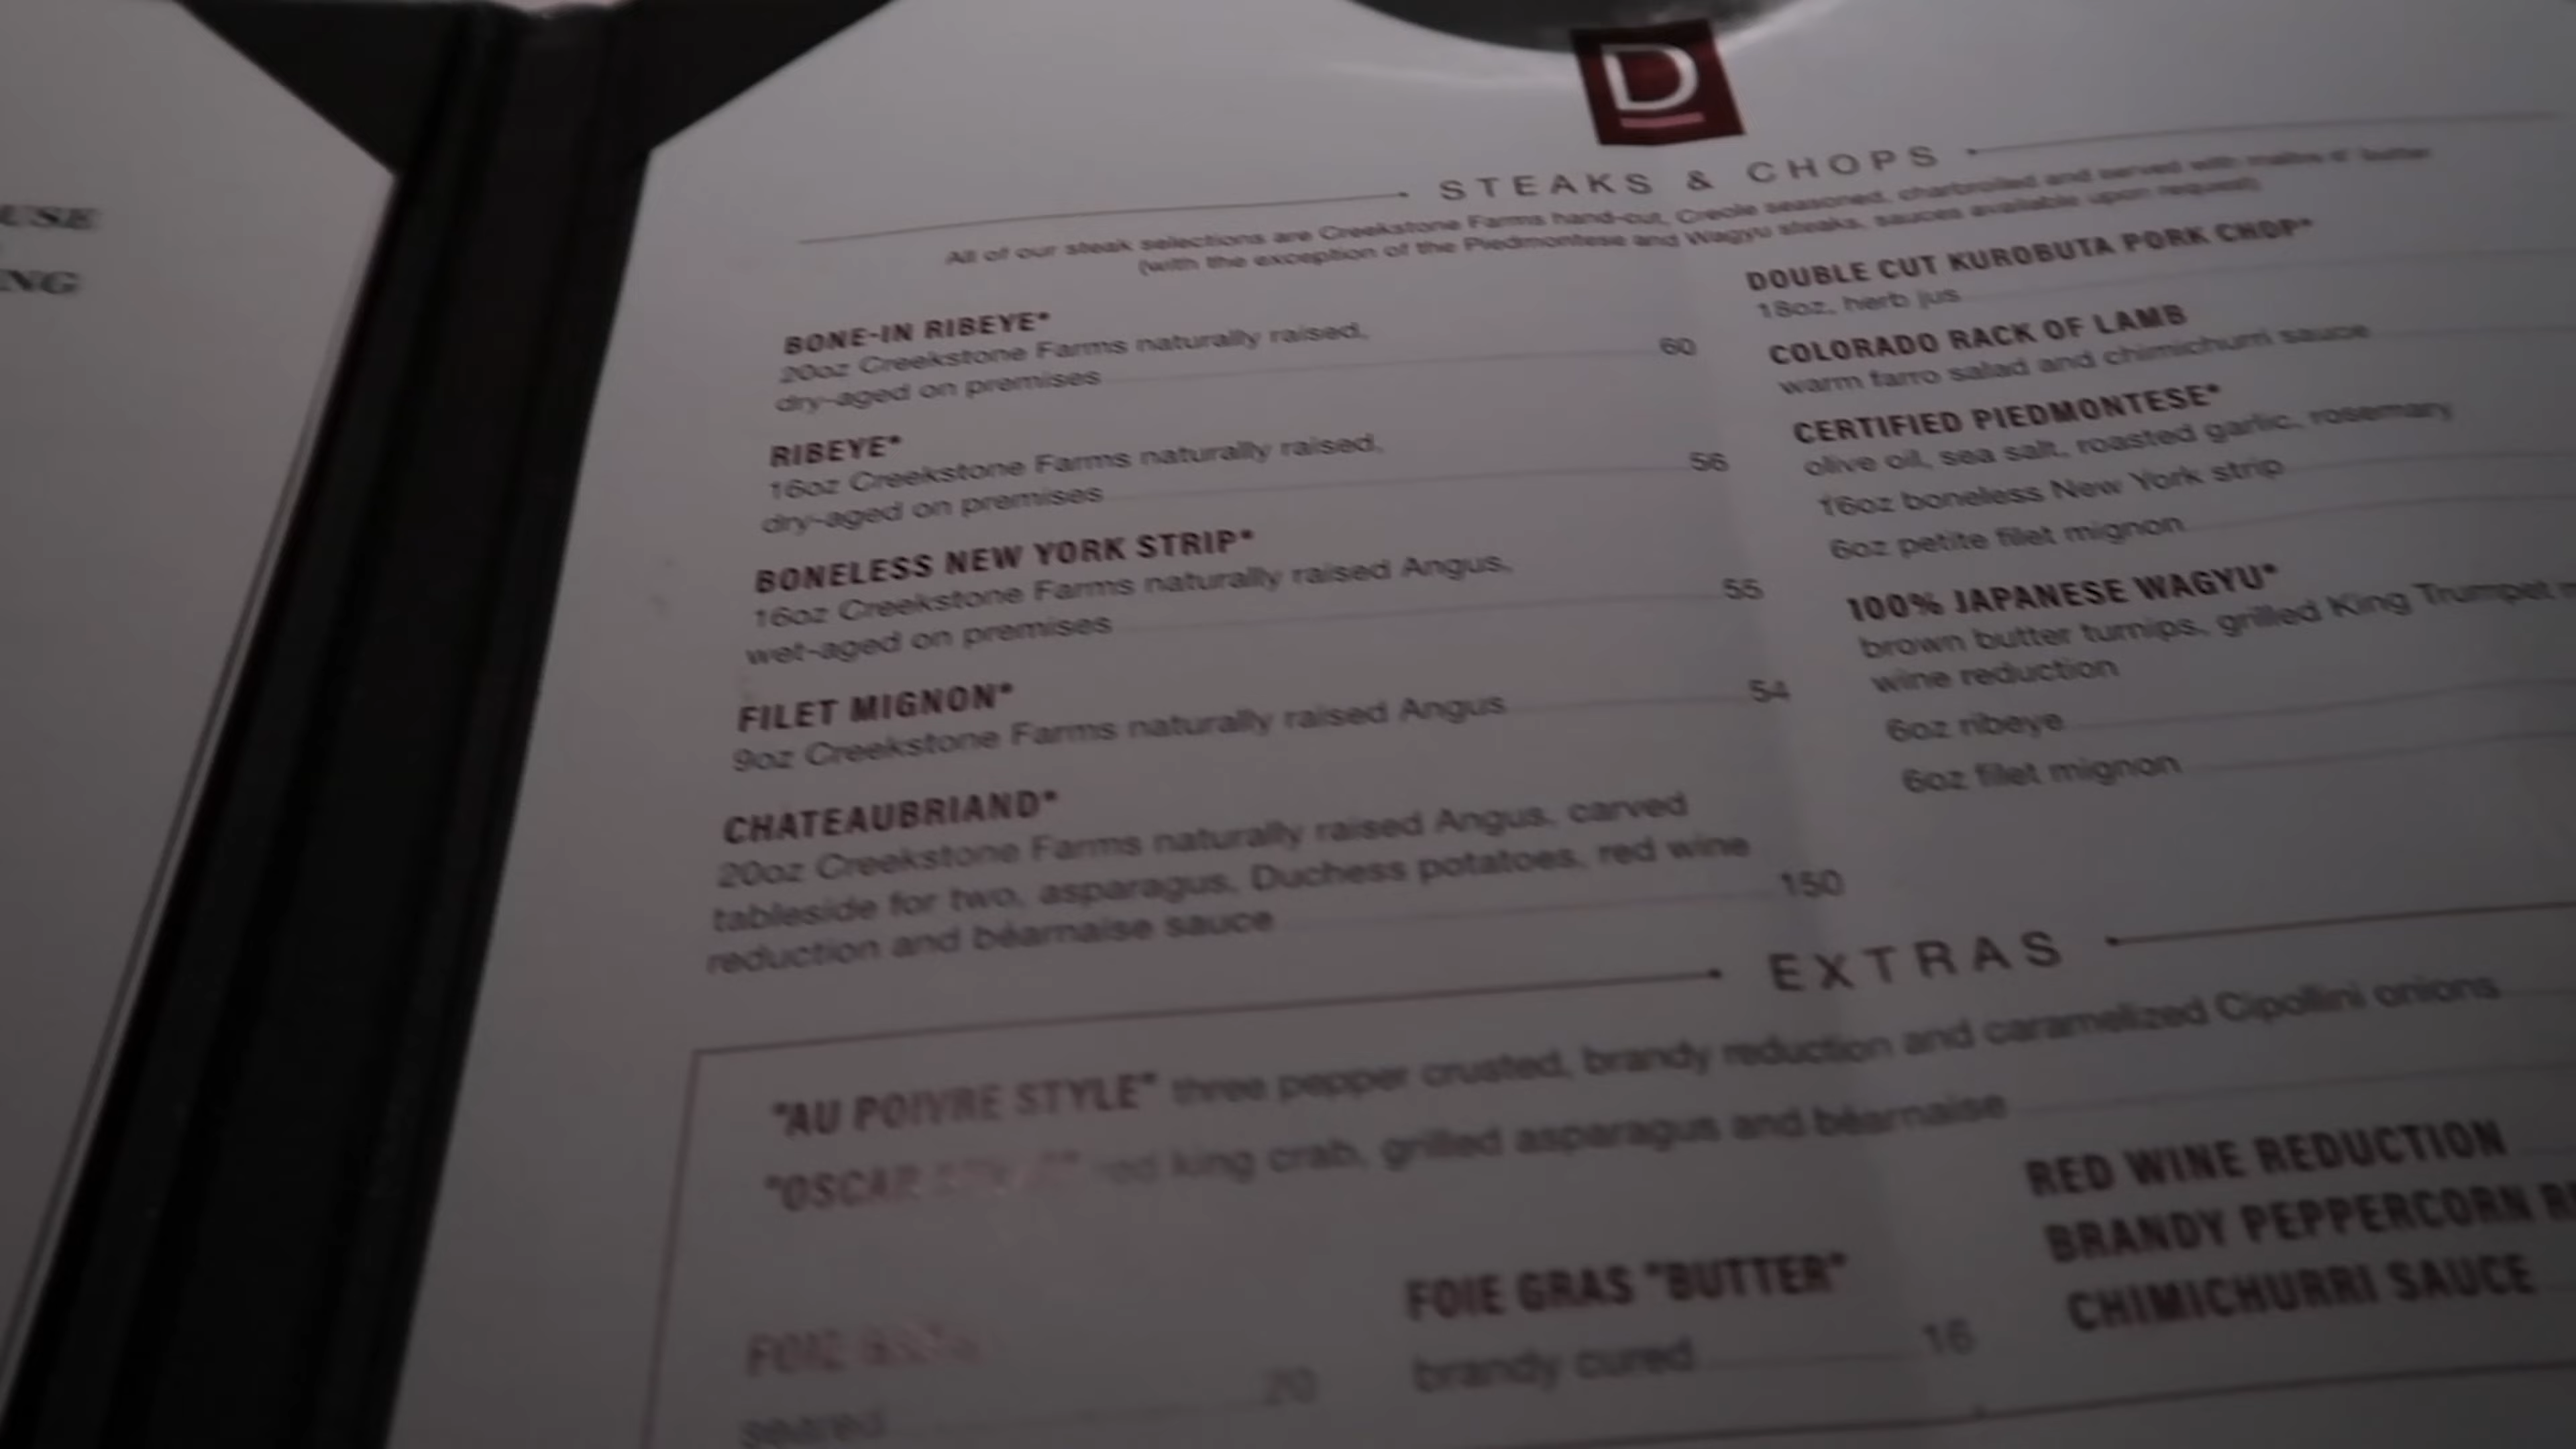 USE
NG
D
STEAKS & CHOPS
All of our steak selections are Creekstone Farms hand-cut, Creole seasoned, charbroiled and served with maître d' butter
(with the exception of the Piedmontese and Wagyu steaks, sauces available upon request)
BONE-IN RIBEYE*
20oz Creekstone Farms naturally raised,
dry-aged on premises 60
RIBEYE*
16oz Creekstone Farms naturally raised,
dry-aged on premises 56
BONELESS NEW YORK STRIP*
16oz Creekstone Farms naturally raised Angus,
wet-aged on premises 55
FILET MIGNON*
9oz Creekstone Farms naturally raised Angus 54
CHATEAUBRIAND*
20oz Creekstone Farms naturally raised Angus, carved
tableside for two, asparagus, Duchess potatoes, red wine
reduction and béarnaise sauce 150
DOUBLE CUT KUROBUTA PORK CHOP*
18oz, herb jus
COLORADO RACK OF LAMB
warm farro salad and chimichurri sauce
CERTIFIED PIEDMONTESE*
olive oil, sea salt, roasted garlic, rosemary
16oz boneless New York strip
6oz petite filet mignon
100% JAPANESE WAGYU*
brown butter turnips, grilled King Trumpet
wine reduction
6oz ribeye
6oz filet mignon
EXTRAS
"AU POIVRE STYLE" three pepper crusted, brandy reduction and caramelized Cipollini onions
"OSCAR red king crab, grilled asparagus and béarnaise
FOIE
seared 20
FOIE GRAS "BUTTER"
brandy cured 16
RED WINE REDUCTION
BRANDY PEPPERCORN
CHIMICHURRI SAUCE